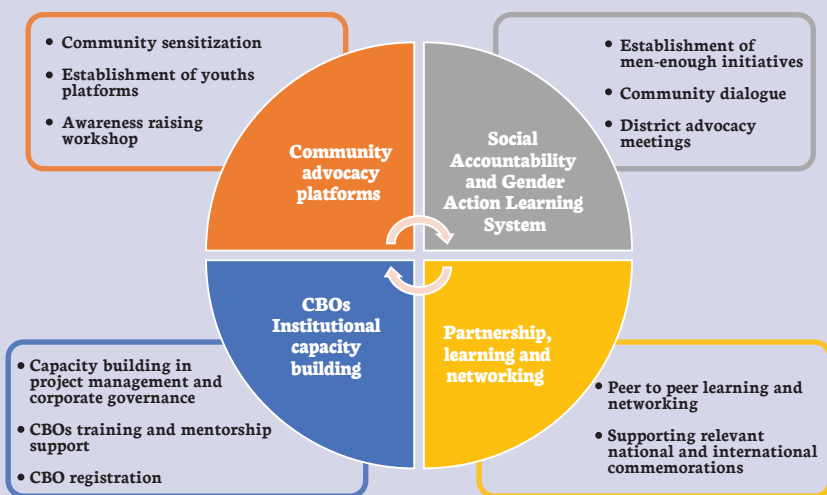 • Community sensitization
• Establishment of youths
platforms
• Awareness raising
workshop
Community
advocacy
platforms
• Establishment of
men-enough initiatives
• Community dialogue
• District advocacy
meetings
Social
Accountability
and Gender
Action Learning
System
CBOs
Institutional
capacity
building
• Capacity building in
project management and
corporate governance
• CBOs training and mentorship
support
• CBO registration
Partnership,
learning and
networking
• Peer to peer learning and
networking
• Supporting relevant
national and international
commemorations